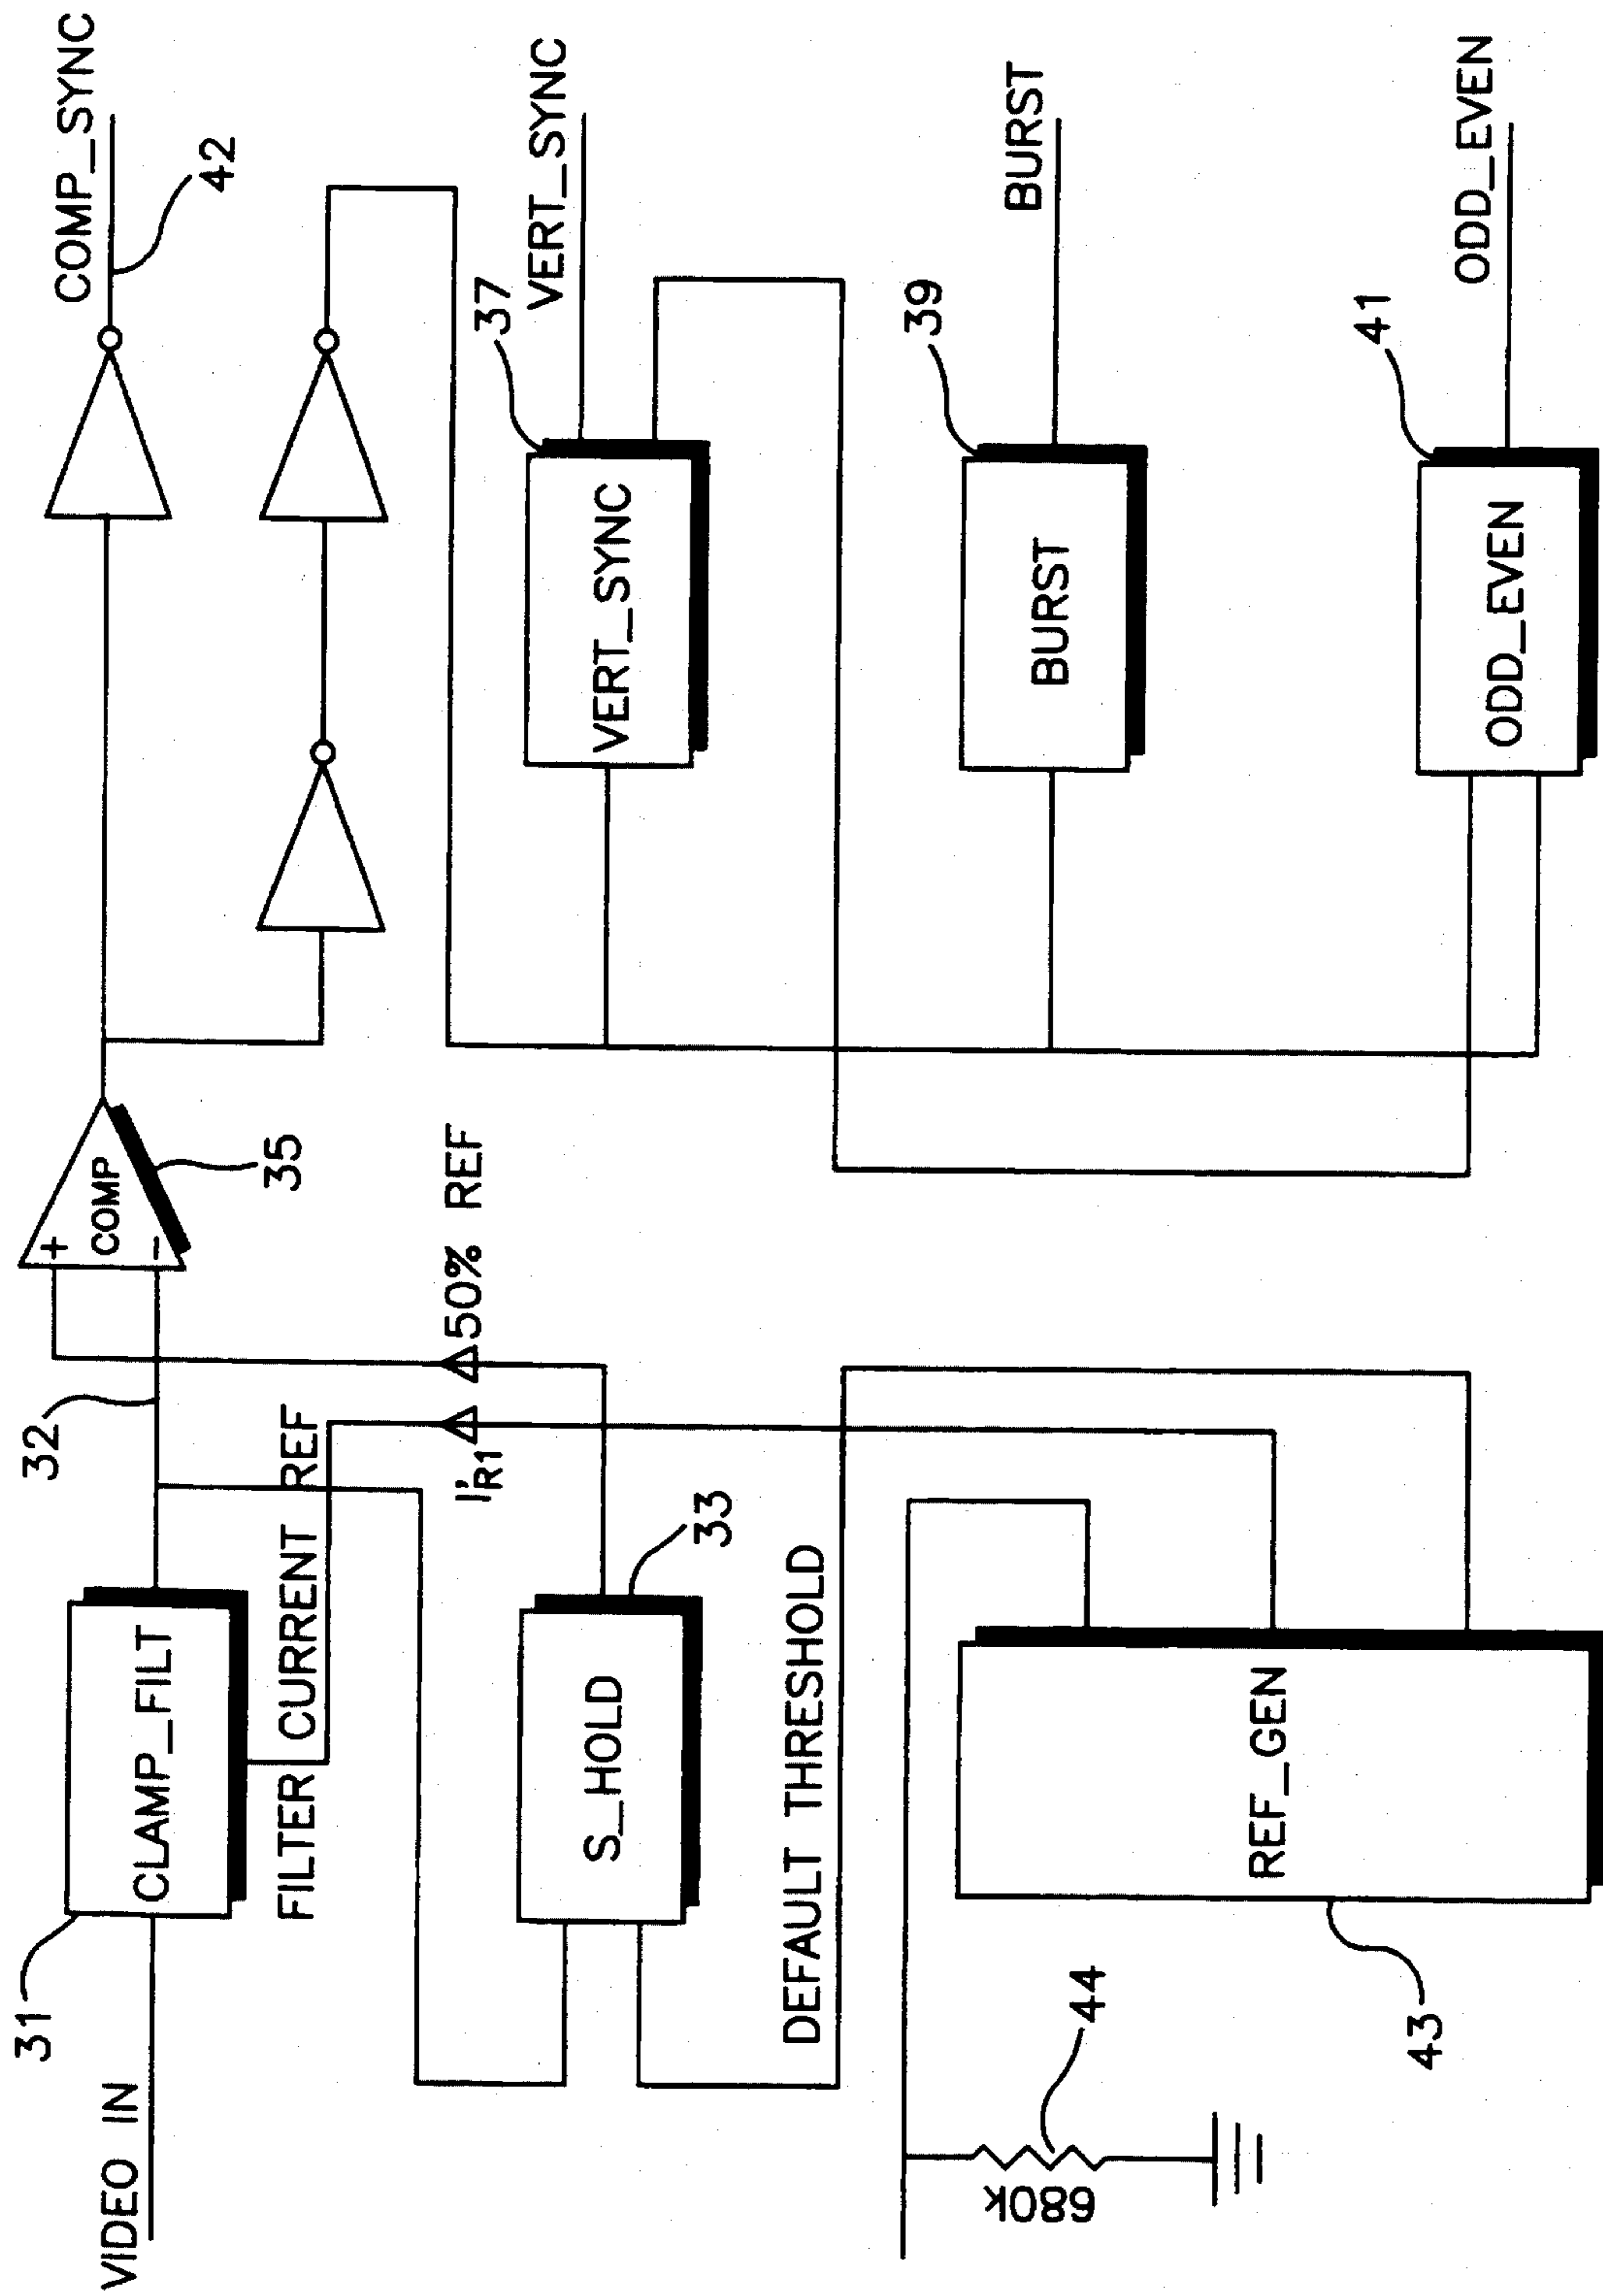 VIDEO IN
31
CLAMP_FILT
32
+
COMP
−
35
COMP_SYNC
42
FILTER CURRENT REF
I'R1
50% REF
S_HOLD
33
37
VERT_SYNC
VERT_SYNC
DEFAULT THRESHOLD
39
BURST
BURST
680k
44
REF_GEN
43
41
ODD_EVEN
ODD_EVEN